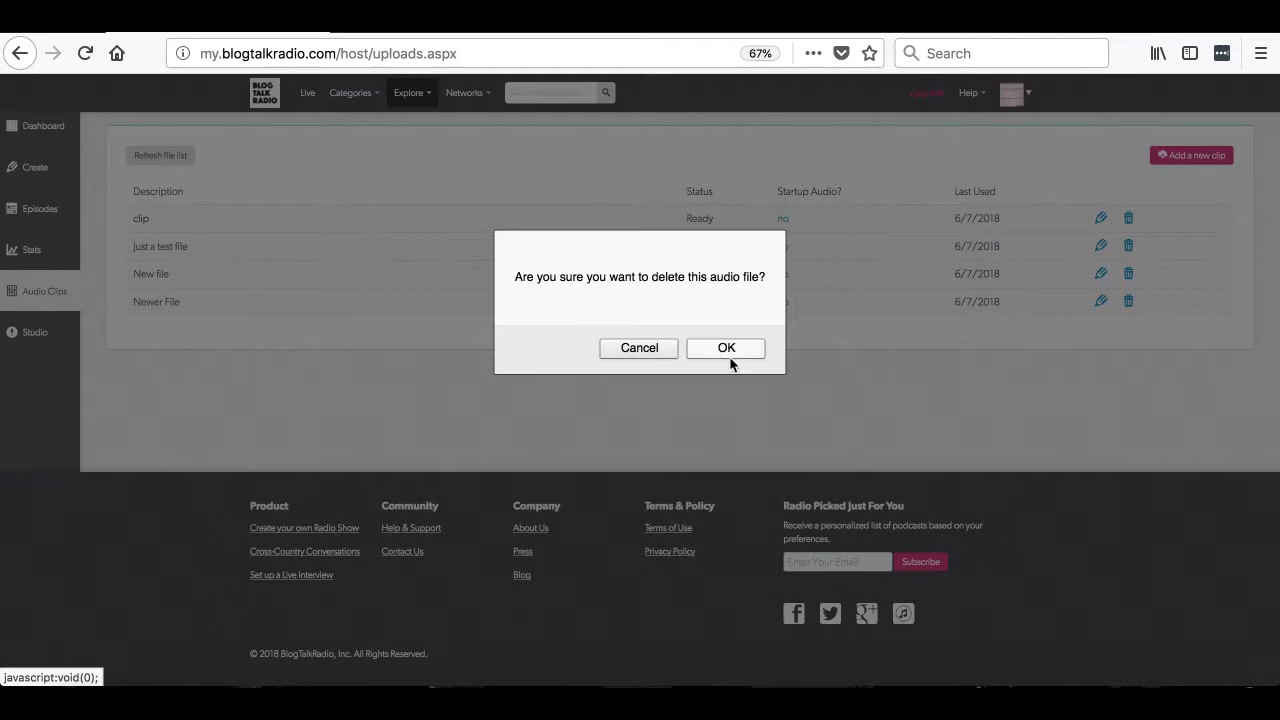 my.blogtalkradio.com/host/uploads.aspx
67%
Search
BLOG
TALK
RADIO
Live
Categories
Explore
Networks
Help
Dashboard
Create
Episodes
Stats
Audio Clips
Studio
Refresh file list
Add a new clip
Description Status Startup Audio? Last Used
clip Ready no 6/7/2018
just a test file 6/7/2018
New file 6/7/2018
Newer File 6/7/2018
Are you sure you want to delete this audio file?
Cancel OK
Product
Create your own Radio Show
Cross-Country Conversations
Set up a Live Interview
Community
Help & Support
Contact Us
Company
About Us
Press
Blog
Terms & Policy
Terms of Use
Privacy Policy
Radio Picked Just For You
Receive a personalized list of podcasts based on your
preferences.
Enter Your Email Subscribe
© 2018 BlogTalkRadio, Inc. All Rights Reserved.
javascript:void(0);